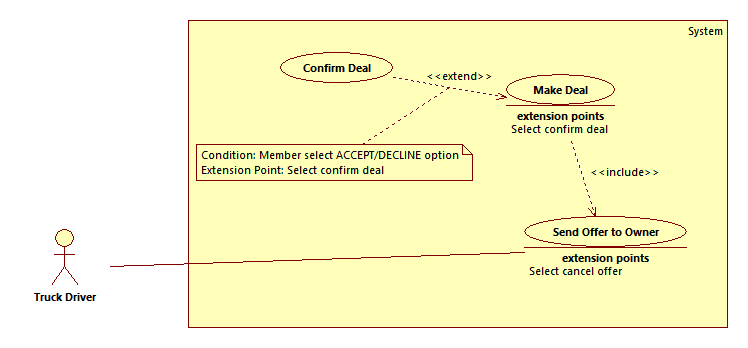 System
Confirm Deal
<<extend>>
Make Deal
extension points
Select confirm deal
Condition: Member select ACCEPT/DECLINE option
Extension Point: Select confirm deal
<<include>>
Send Offer to Owner
extension points
Select cancel offer
Truck Driver